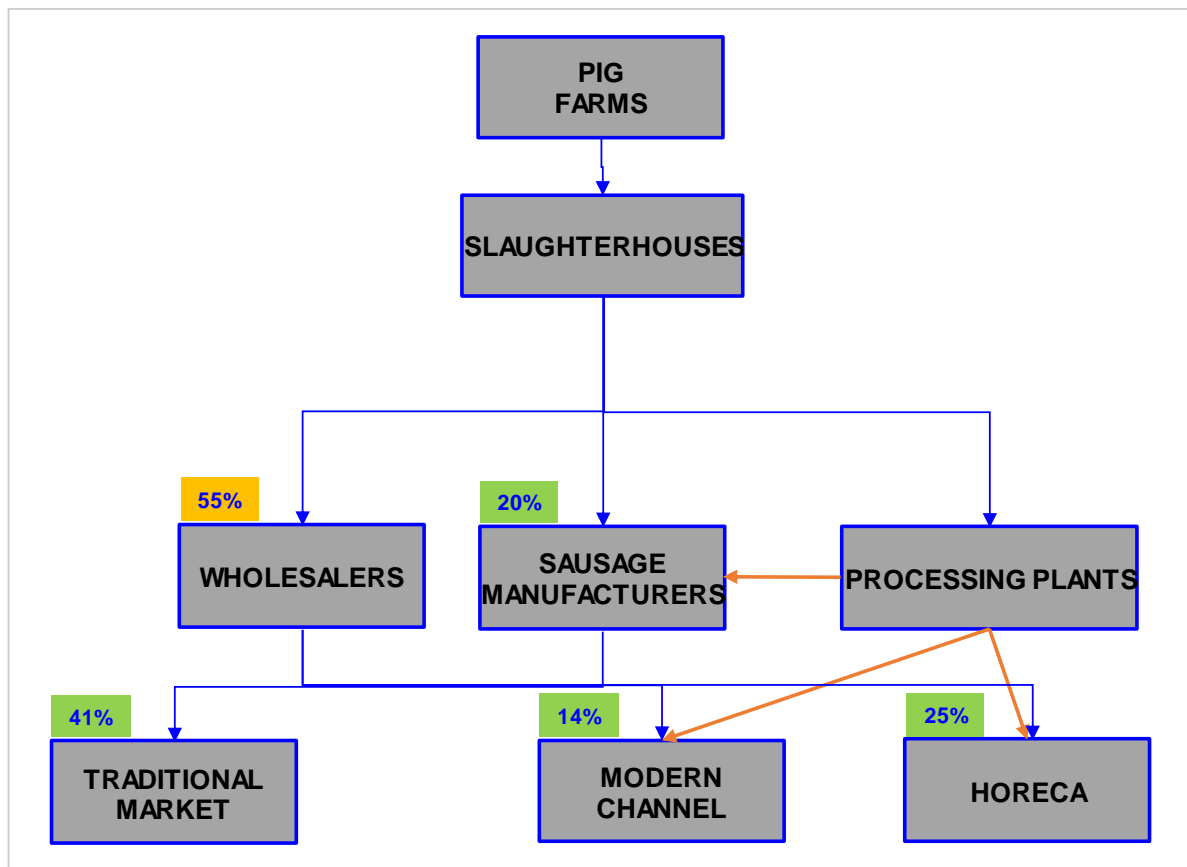 PIG
FARMS
SLAUGHTERHOUSES
55%
20%
WHOLESALERS
SAUSAGE
MANUFACTURERS
PROCESSING PLANTS
41%
14%
25%
TRADITIONAL
MARKET
MODERN
CHANNEL
HORECA